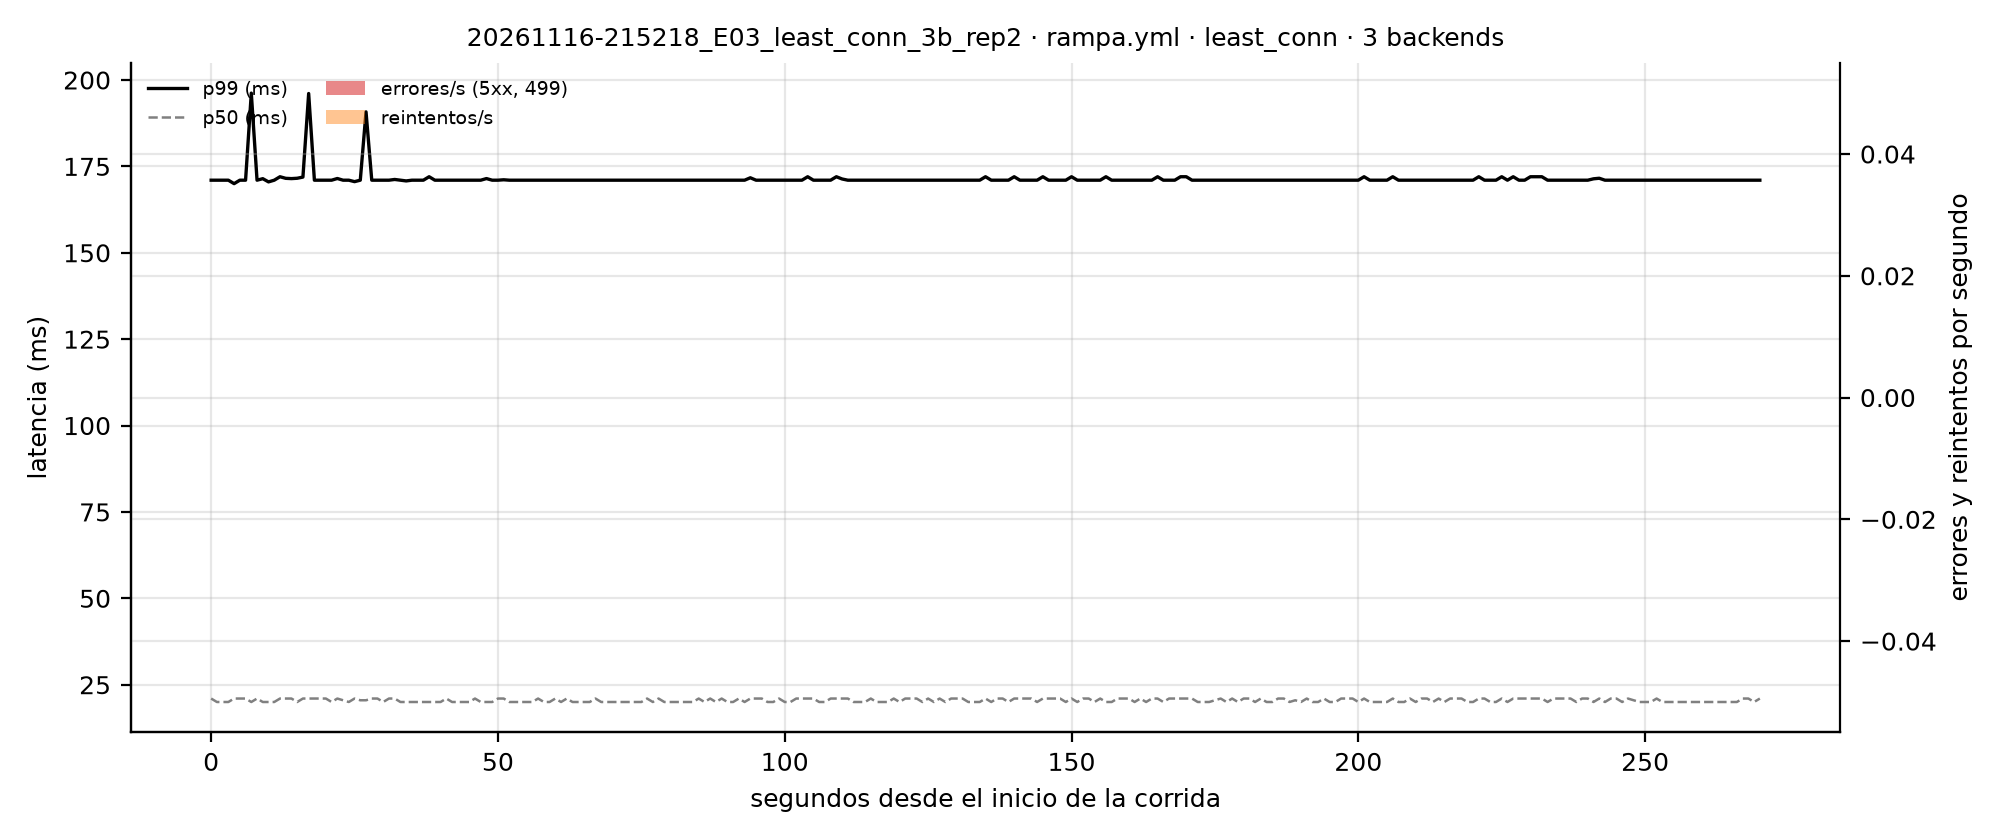 20261116-215218_E03_least_conn_3b_rep2 · rampa.yml · least_conn · 3 backends
p99 (ms)
p50 (ms)
errores/s (5xx, 499)
reintentos/s
200
175
150
125
100
75
50
25
latencia (ms)
0.04
0.02
0.00
−0.02
−0.04
errores y reintentos por segundo
0
50
100
150
200
250
segundos desde el inicio de la corrida